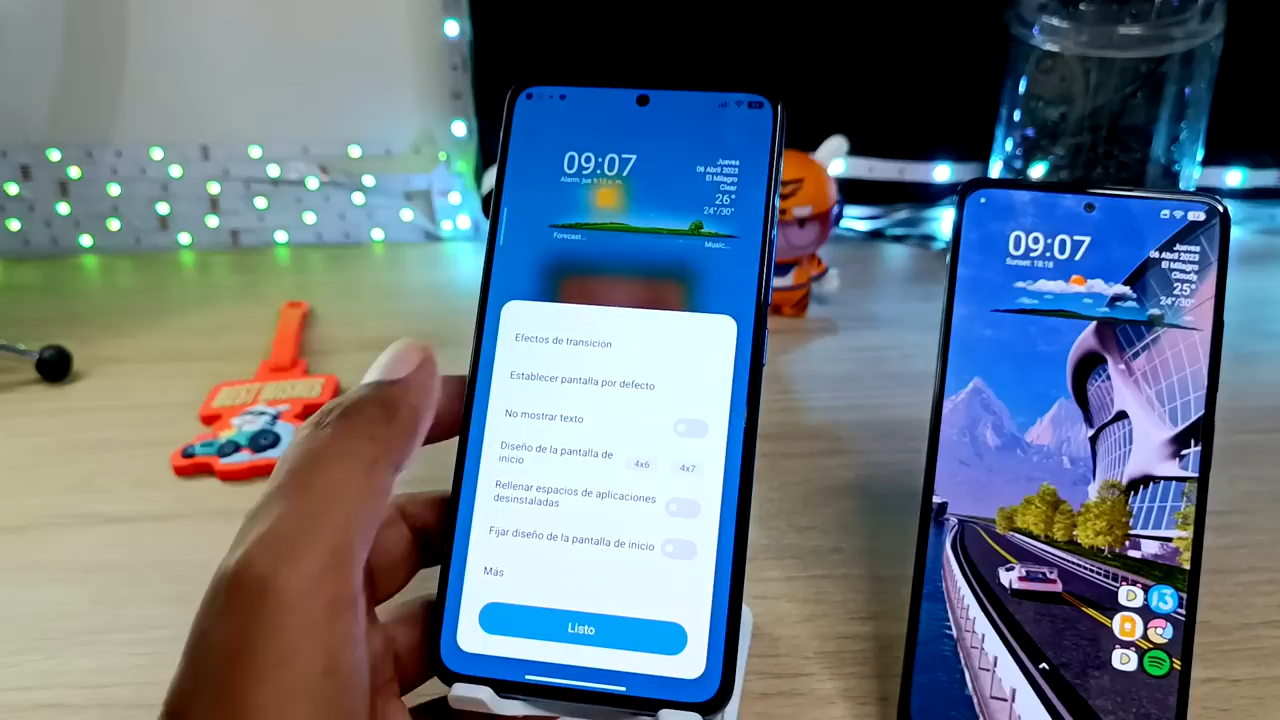 09:07
Alarm: jue 9:10 p. m.
Jueves
06 Abril 2023
El Milagro
Clear
26°
24°/30°
Forecast...
Music...
Efectos de transición
Establecer pantalla por defecto
No mostrar texto
Diseño de la pantalla de
inicio
4x6
4x7
Rellenar espacios de aplicaciones
desinstaladas
Fijar diseño de la pantalla de inicio
Más
Listo
BEST WISHES
09:07
Sunset: 18:18
Jueves
06 Abril 2023
El Milagro
Cloudy
25°
24°/30°
13